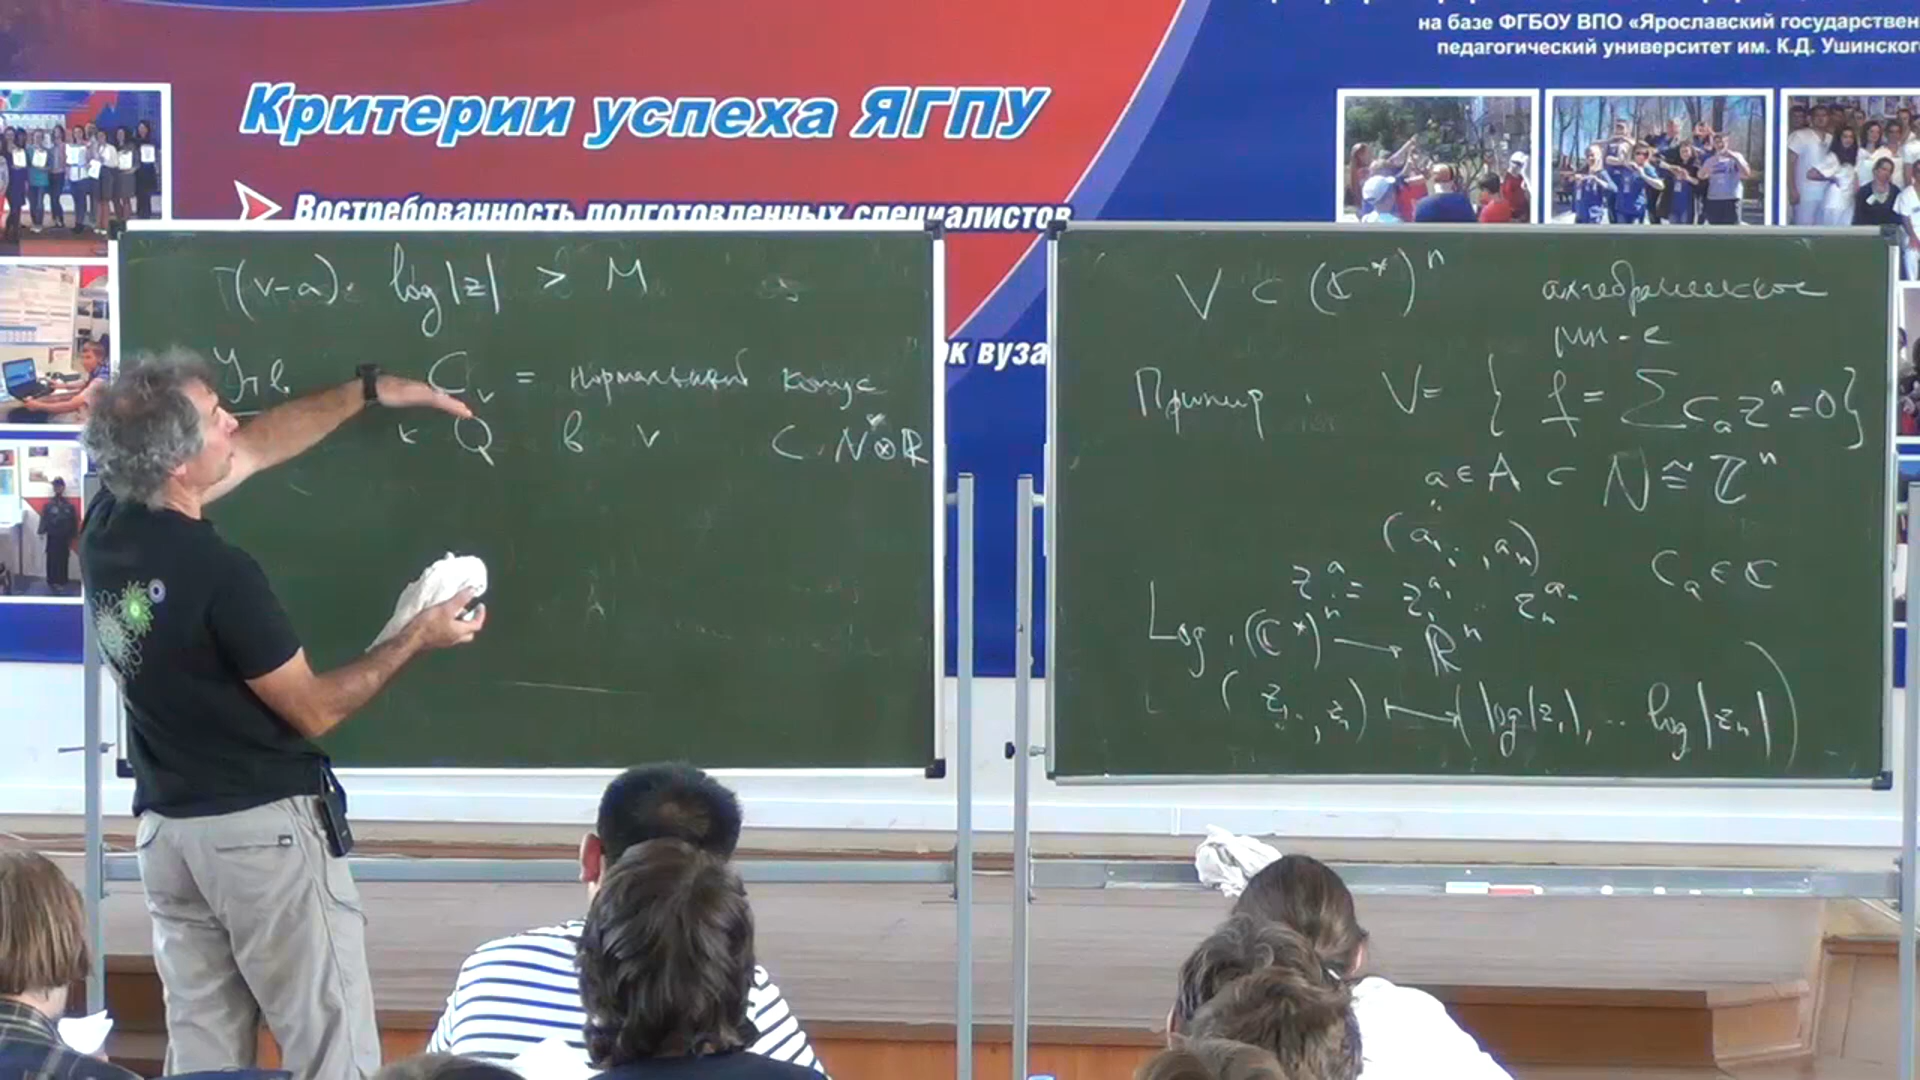 на базе ФГБОУ ВПО «Ярославский государствен
педагогический университет им. К.Д. Ушинског
Критерии успеха ЯГПУ
Востребованность подготовленных специалистов
к вуза
(v-a)· log|z| > M
Утв C_v = нормальный конус
к Q в v ⊂ N*⊗ℝ
V ⊂ (ℂ*)^n алгебраическое
мн-е
Пример: V= { f = Σ c_a z^a =0}
a ∈ A ⊂ N ≅ ℤ^n
(a_1, ., a_n)
c_a ∈ ℂ
z^a = z_1^{a_1} .. z_n^{a_n}
Log : (ℂ*)^n → ℝ^n
(z_1 .., z_n) ↦ (log|z_1|, .. log|z_n|)